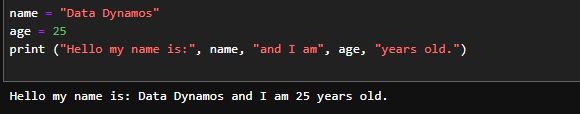 name = "Data Dynamos"
age = 25
print ("Hello my name is:", name, "and I am", age, "years old.")
Hello my name is: Data Dynamos and I am 25 years old.